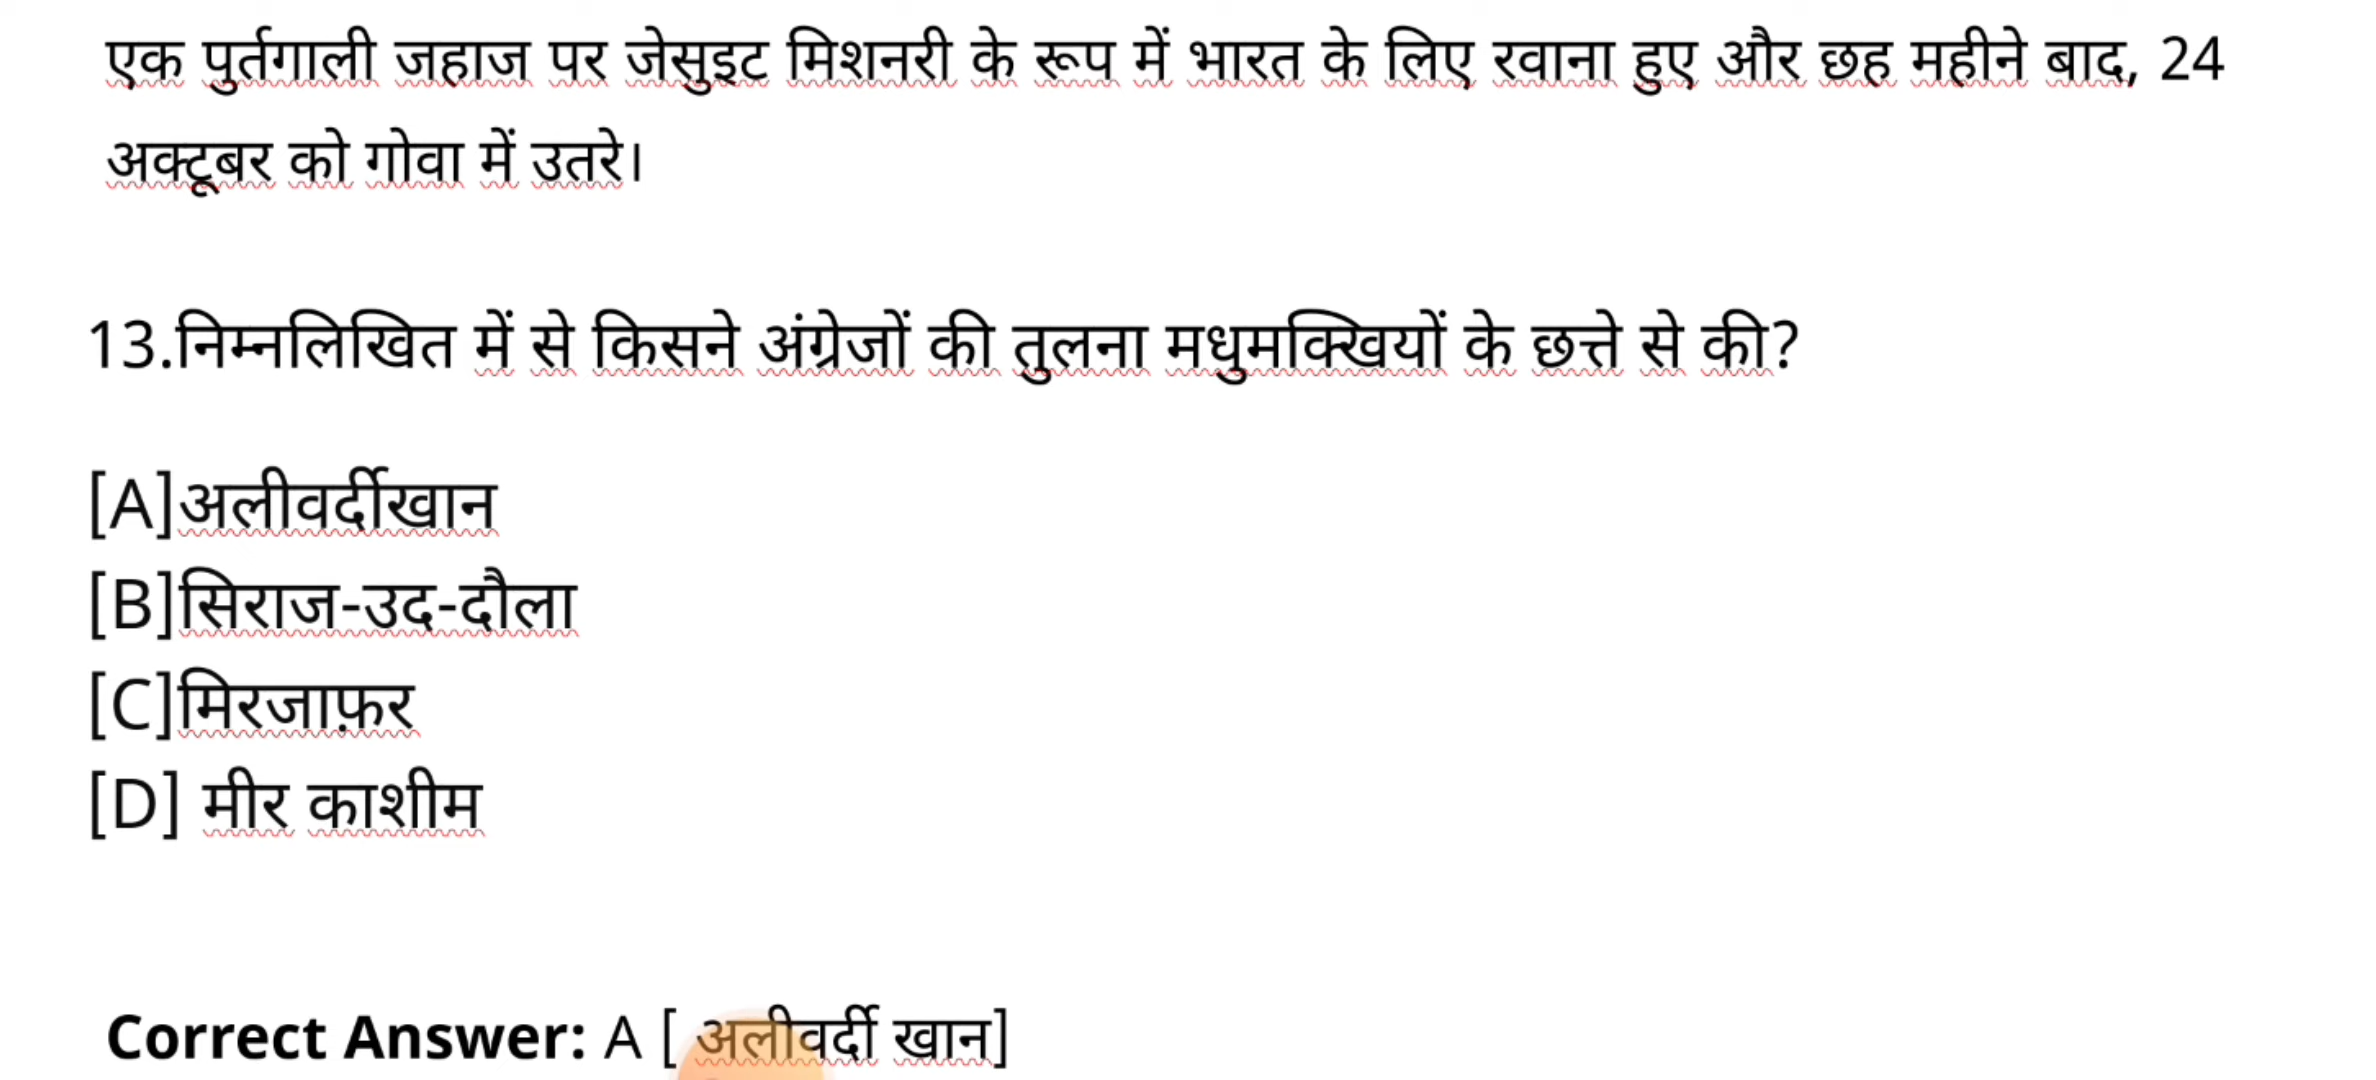 एक पुर्तगाली जहाज पर जेसुइट मिशनरी के रूप में भारत के लिए रवाना हुए और छह महीने बाद, 24
अक्टूबर को गोवा में उतरे।
13.निम्नलिखित में से किसने अंग्रेजों की तुलना मधुमक्खियों के छत्ते से की?
[A]अलीवर्दीखान
[B]सिराज-उद-दौला
[C]मिरजाफ़र
[D] मीर काशीम
Correct Answer: A [ अलीवर्दी खान]